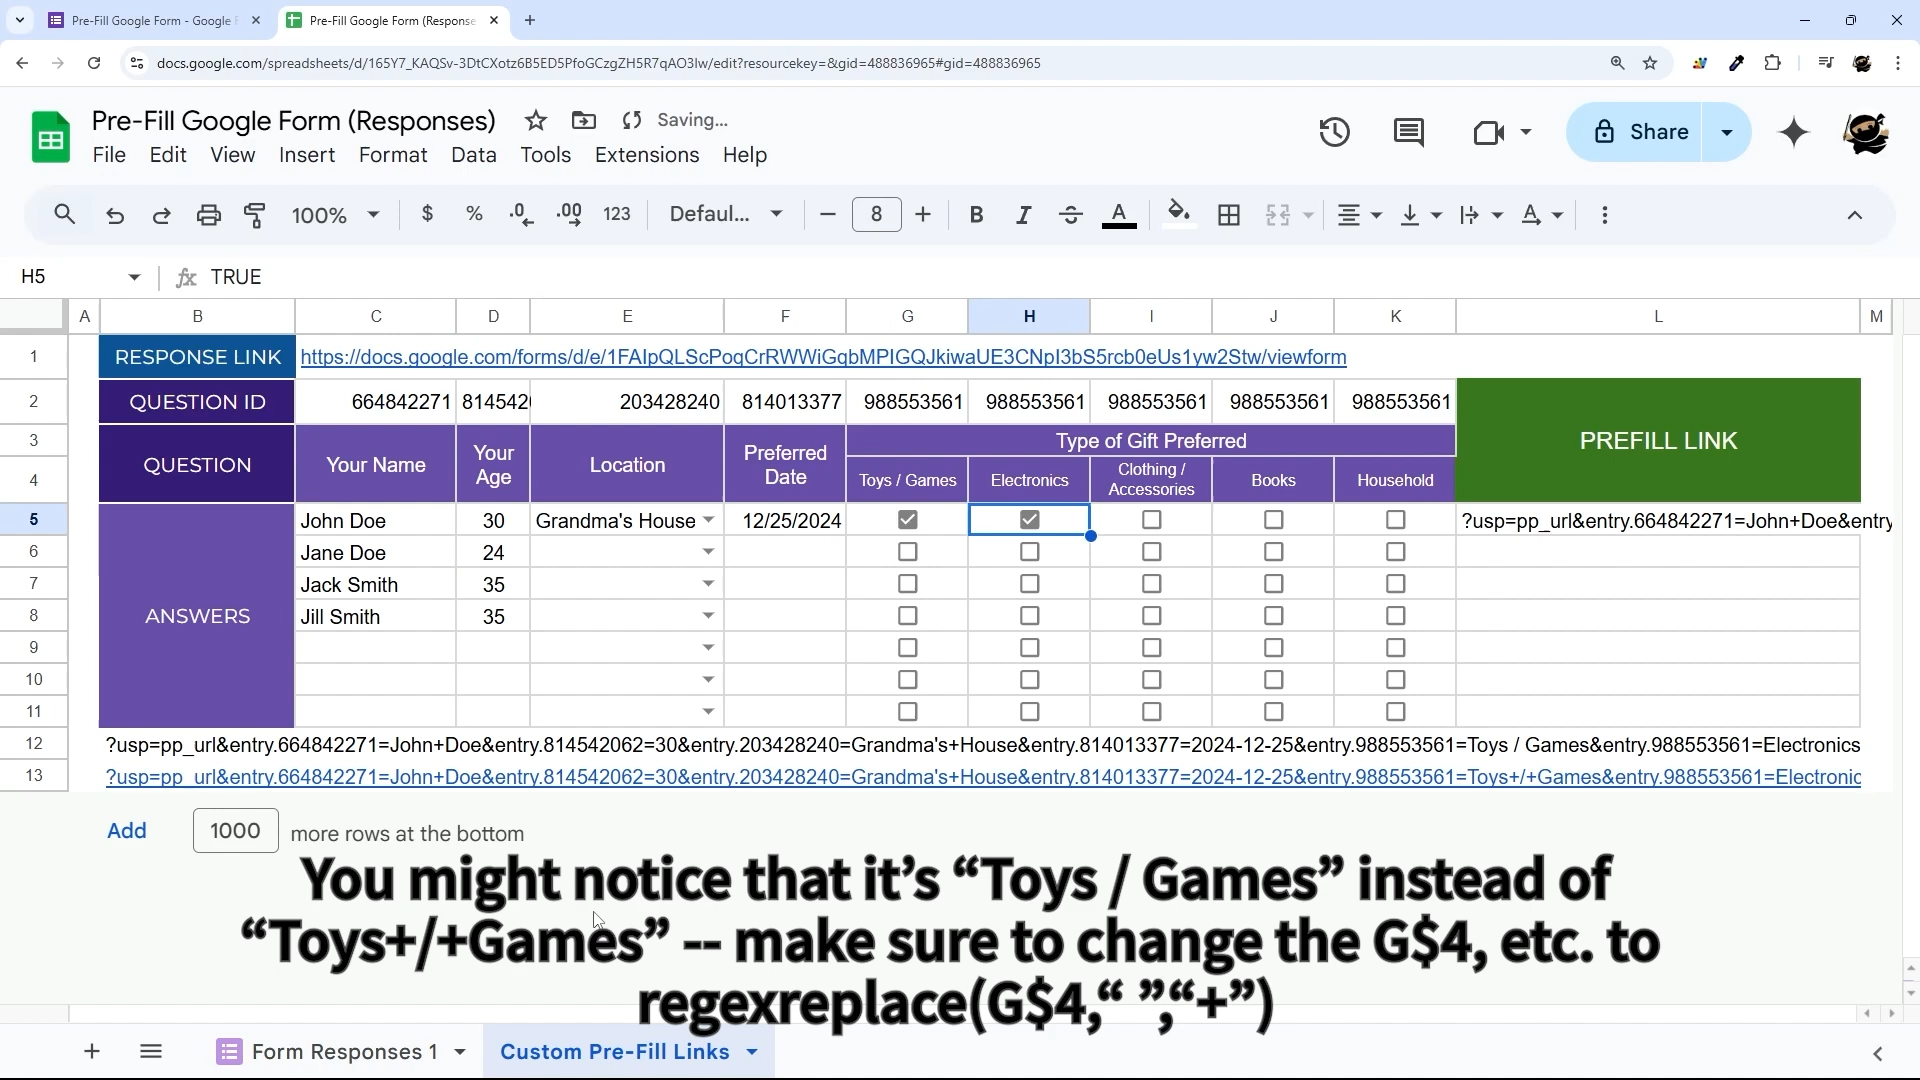 Pre-Fill Google Form - Google F
Pre-Fill Google Form (Response
docs.google.com/spreadsheets/d/165Y7_KAQSv-3DtCXotz6B5ED5PfoGCzgZH5R7qAO3lw/edit?resourcekey=&gid=488836965#gid=488836965
Pre-Fill Google Form (Responses) Saving...
File Edit View Insert Format Data Tools Extensions Help
Share
100% $ % .0 .00 123 Defaul... 8 B I S A
H5 fx TRUE
A B C D E F G H I J K L M
1 RESPONSE LINK https://docs.google.com/forms/d/e/1FAIpQLScPoqCrRWWiGqbMPIGQJkiwaUE3CNpI3bS5rcb0eUs1yw2Stw/viewform
2 QUESTION ID 664842271 814542 203428240 814013377 988553561 988553561 988553561 988553561 988553561
3 QUESTION Your Name Your Age Location Preferred Date Type of Gift Preferred PREFILL LINK
4 Toys / Games Electronics Clothing / Accessories Books Household
5 John Doe 30 Grandma's House 12/25/2024 ?usp=pp_url&entry.664842271=John+Doe&entry
6 Jane Doe 24
7 Jack Smith 35
8 ANSWERS Jill Smith 35
9
10
11
12 ?usp=pp_url&entry.664842271=John+Doe&entry.814542062=30&entry.203428240=Grandma's+House&entry.814013377=2024-12-25&entry.988553561=Toys / Games&entry.988553561=Electronics
13 ?usp=pp_url&entry.664842271=John+Doe&entry.814542062=30&entry.203428240=Grandma's+House&entry.814013377=2024-12-25&entry.988553561=Toys+/+Games&entry.988553561=Electronic
Add 1000 more rows at the bottom
You might notice that it’s “Toys / Games” instead of
“Toys+/+Games” -- make sure to change the G$4, etc. to
regexreplace(G$4,“ ”,“+”)
Form Responses 1 Custom Pre-Fill Links